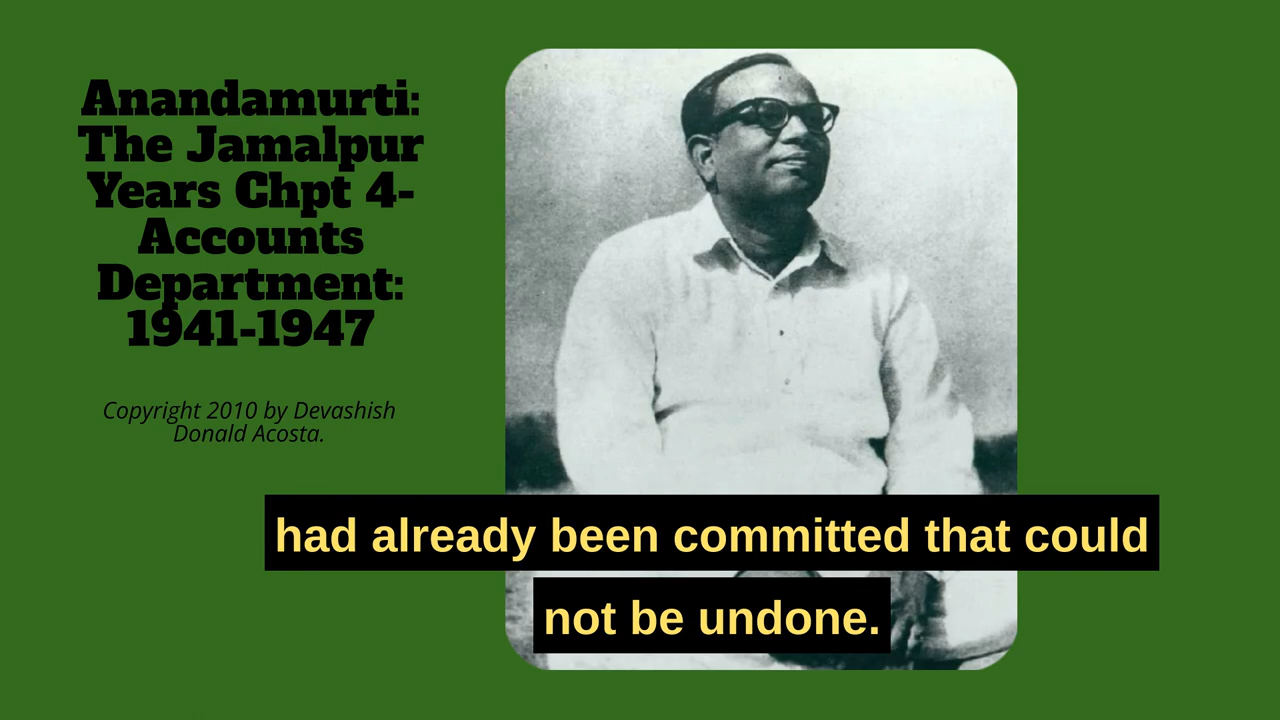 Anandamurti:
The Jamalpur
Years Chpt 4-
Accounts
Department:
1941-1947
Copyright 2010 by Devashish
Donald Acosta.
had already been committed that could
not be undone.